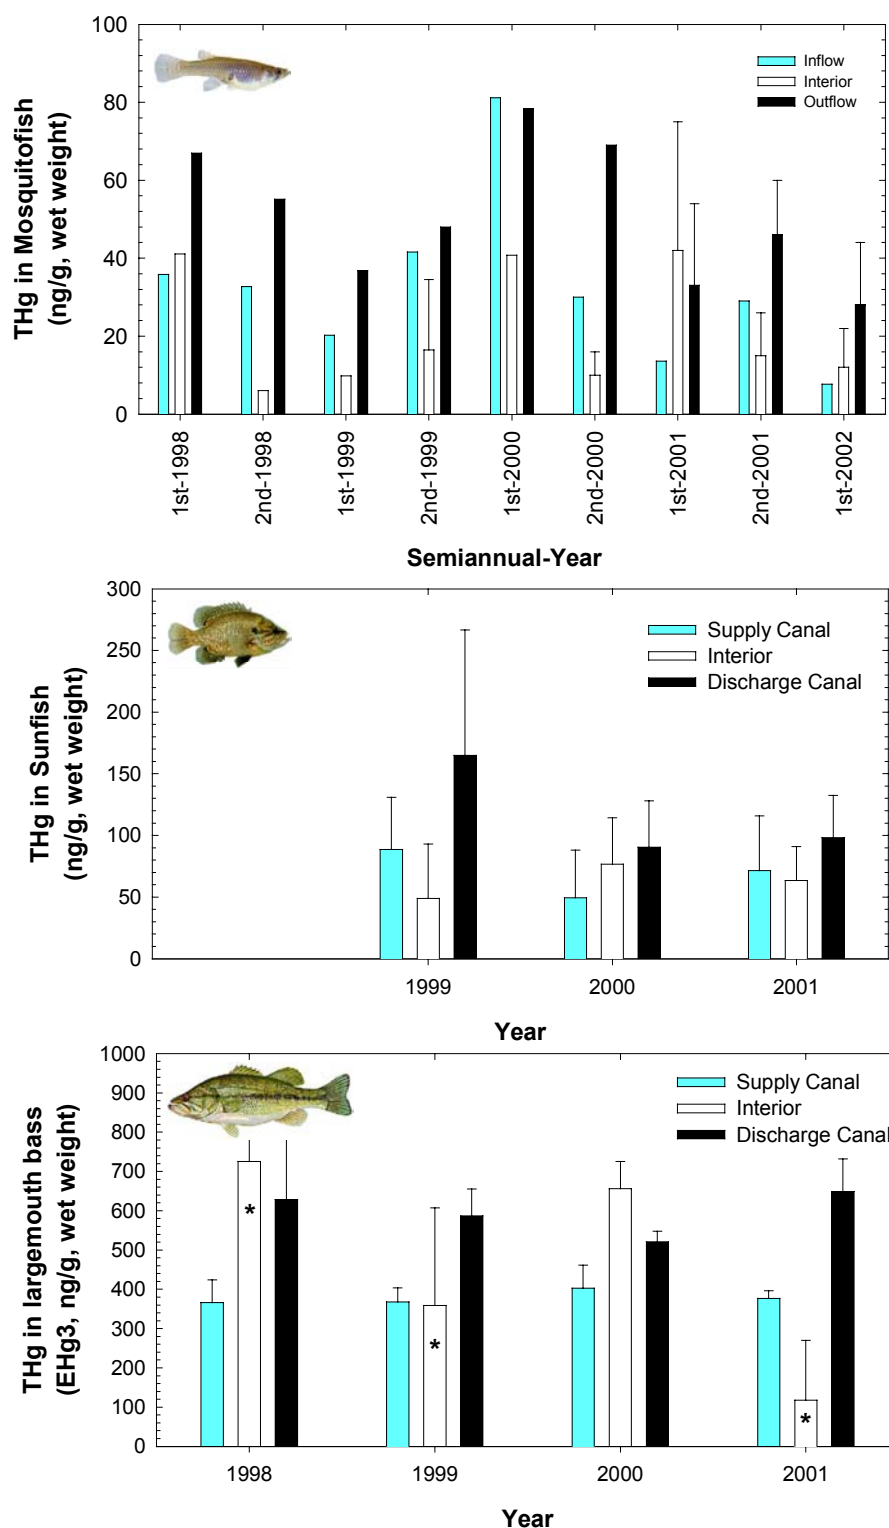 THg in Mosquitofish
(ng/g, wet weight)
100
80
60
40
20
0
Inflow
Interior
Outflow
1st-1998
2nd-1998
1st-1999
2nd-1999
1st-2000
2nd-2000
1st-2001
2nd-2001
1st-2002
Semiannual-Year
THg in Sunfish
(ng/g, wet weight)
300
250
200
150
100
50
0
Supply Canal
Interior
Discharge Canal
1999
2000
2001
Year
THg in largemouth bass
(EHg3, ng/g, wet weight)
1000
900
800
700
600
500
400
300
200
100
0
Supply Canal
Interior
Discharge Canal
*
*
*
1998
1999
2000
2001
Year